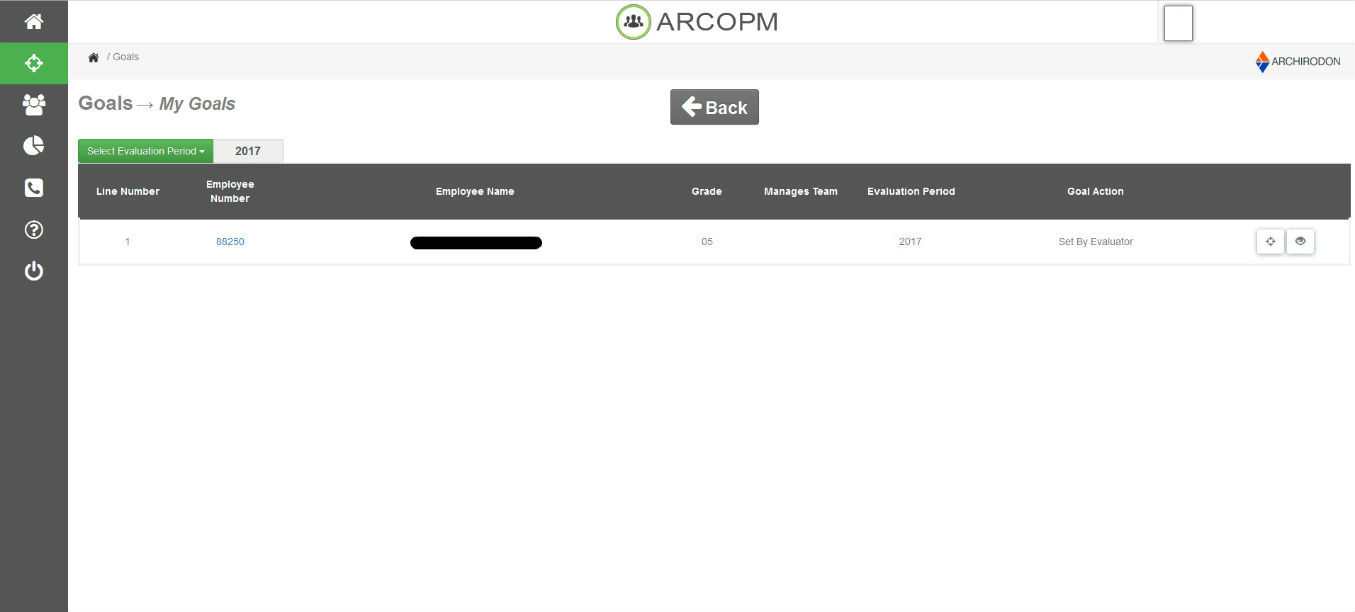 ARCOPM
/ Goals
ARCHIRODON
Goals → My Goals
Back
Select Evaluation Period
2017
Line Number
Employee Number
Employee Name
Grade
Manages Team
Evaluation Period
Goal Action
1
88250
05
2017
Set By Evaluator